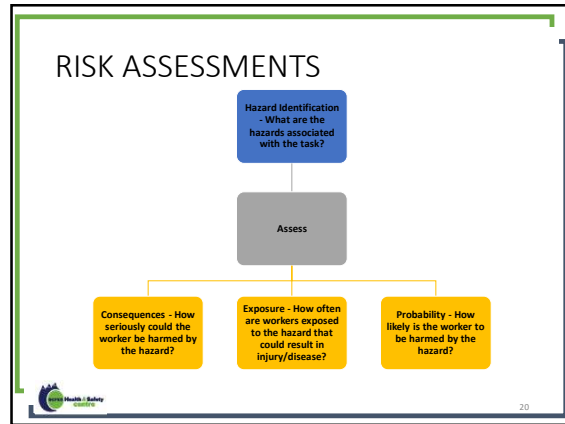 RISK ASSESSMENTS
Hazard Identification
- What are the
hazards associated
with the task?
Assess
Consequences - How
seriously could the
worker be harmed by
the hazard?
Exposure - How often
are workers exposed
to the hazard that
could result in
injury/disease?
Probability - How
likely is the worker to
be harmed by the
hazard?
Health & Safety
centre
20